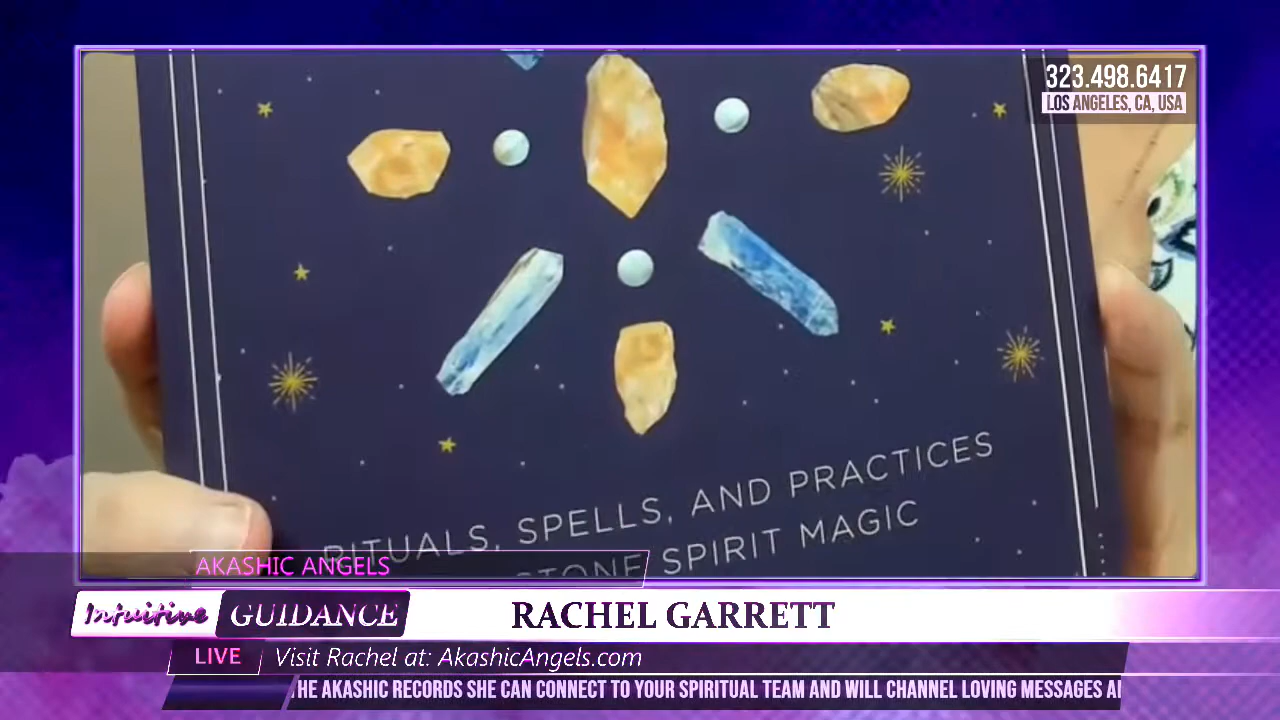 323.498.6417
LOS ANGELES, CA, USA
RITUALS, SPELLS, AND PRACTICES
STONE SPIRIT MAGIC
AKASHIC ANGELS
Intuitive GUIDANCE
RACHEL GARRETT
LIVE
Visit Rachel at: AkashicAngels.com
THE AKASHIC RECORDS SHE CAN CONNECT TO YOUR SPIRITUAL TEAM AND WILL CHANNEL LOVING MESSAGES